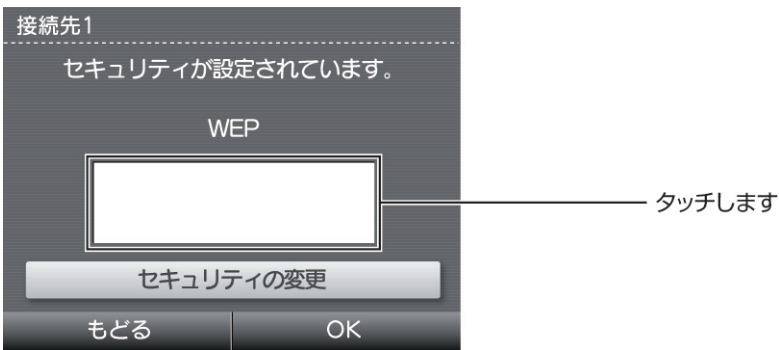 接続先1
セキュリティが設定されています。
WEP
タッチします
セキュリティの変更
もどる
OK